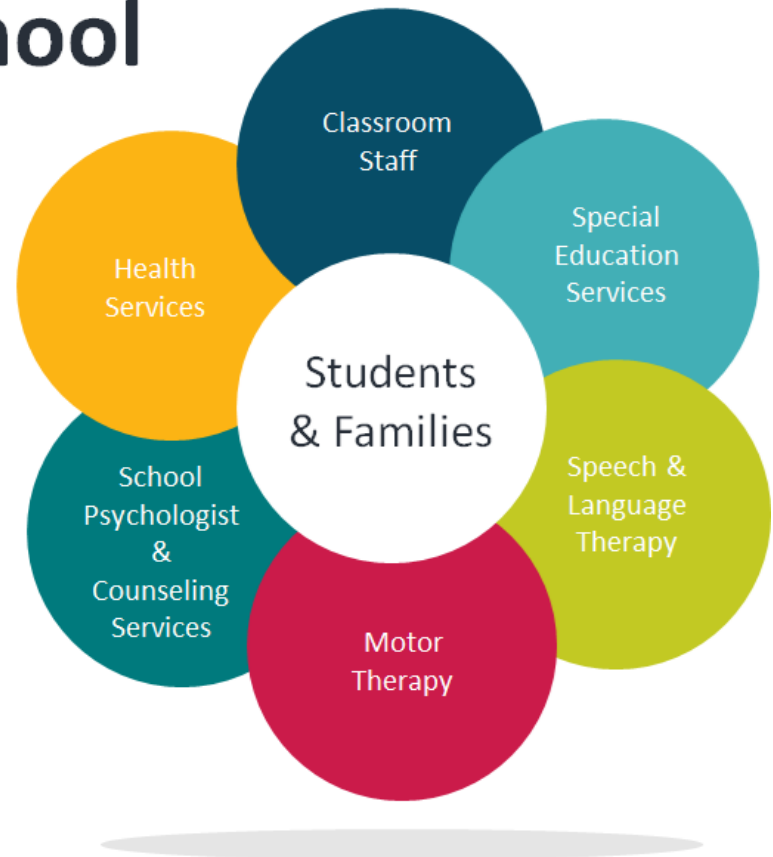 hool
Classroom
Staff
Special
Education
Services
Health
Services
Students
& Families
Speech &
Language
Therapy
School
Psychologist
&
Counseling
Services
Motor
Therapy